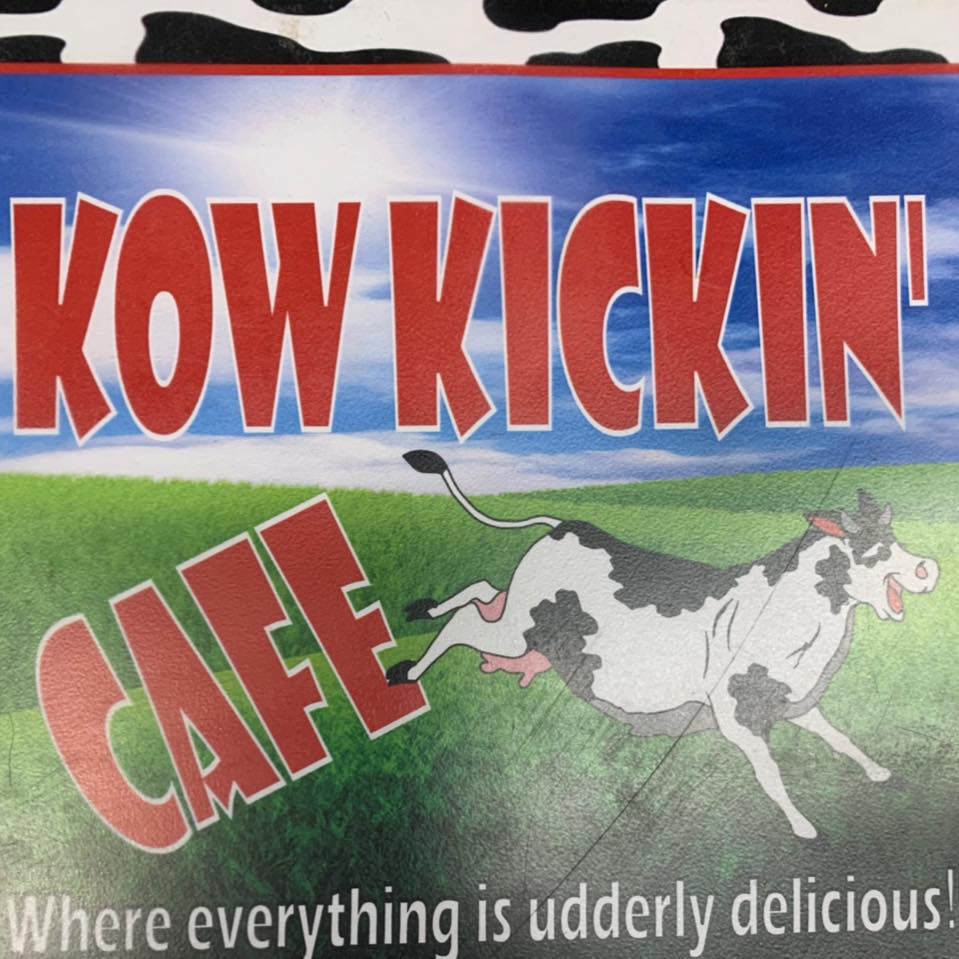 KOW KICKIN'
CAFE
Where everything is udderly delicious!